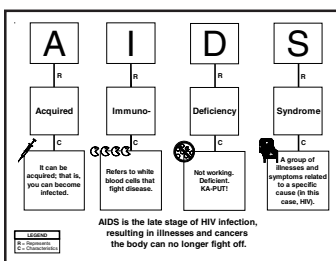 A I D S
R R R R
Acquired Immuno- Deficiency Syndrome
C C C C
It can be
acquired; that is,
you can become
infected.
Refers to white
blood cells that
fight disease.
Not working.
Deficient.
KA-PUT!
A group of
illnesses and
symptoms related
to a specific
cause (in this
case, HIV).
AIDS is the late stage of HIV infection,
resulting in illnesses and cancers
the body can no longer fight off.
LEGEND
R = Represents
C = Characteristics